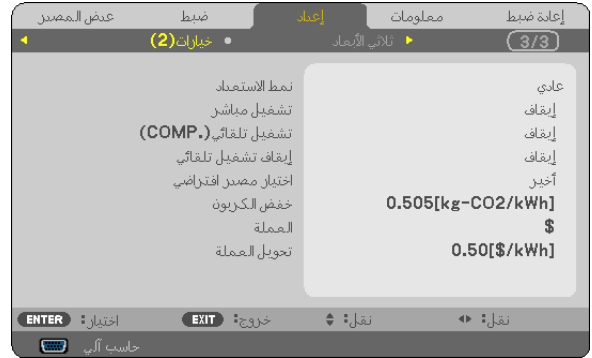 عرض المصدر ضبط إعداد معلومات إعادة ضبط
◀ خيارات(2) ● ثلاثي الأبعاد ▶ 3/3
نمط الاستعداد عادي
تشغيل مباشر إيقاف
تشغيل تلقائي(COMP.) إيقاف
إيقاف تشغيل تلقائي إيقاف
اختيار مصدر افتراضي أخير
خفض الكربون 0.505[kg-CO2/kWh]
العملة $
تحويل العملة 0.50[$/kWh]
ENTER :اختيار EXIT :خروج نقل: نقل:
حاسب آلي